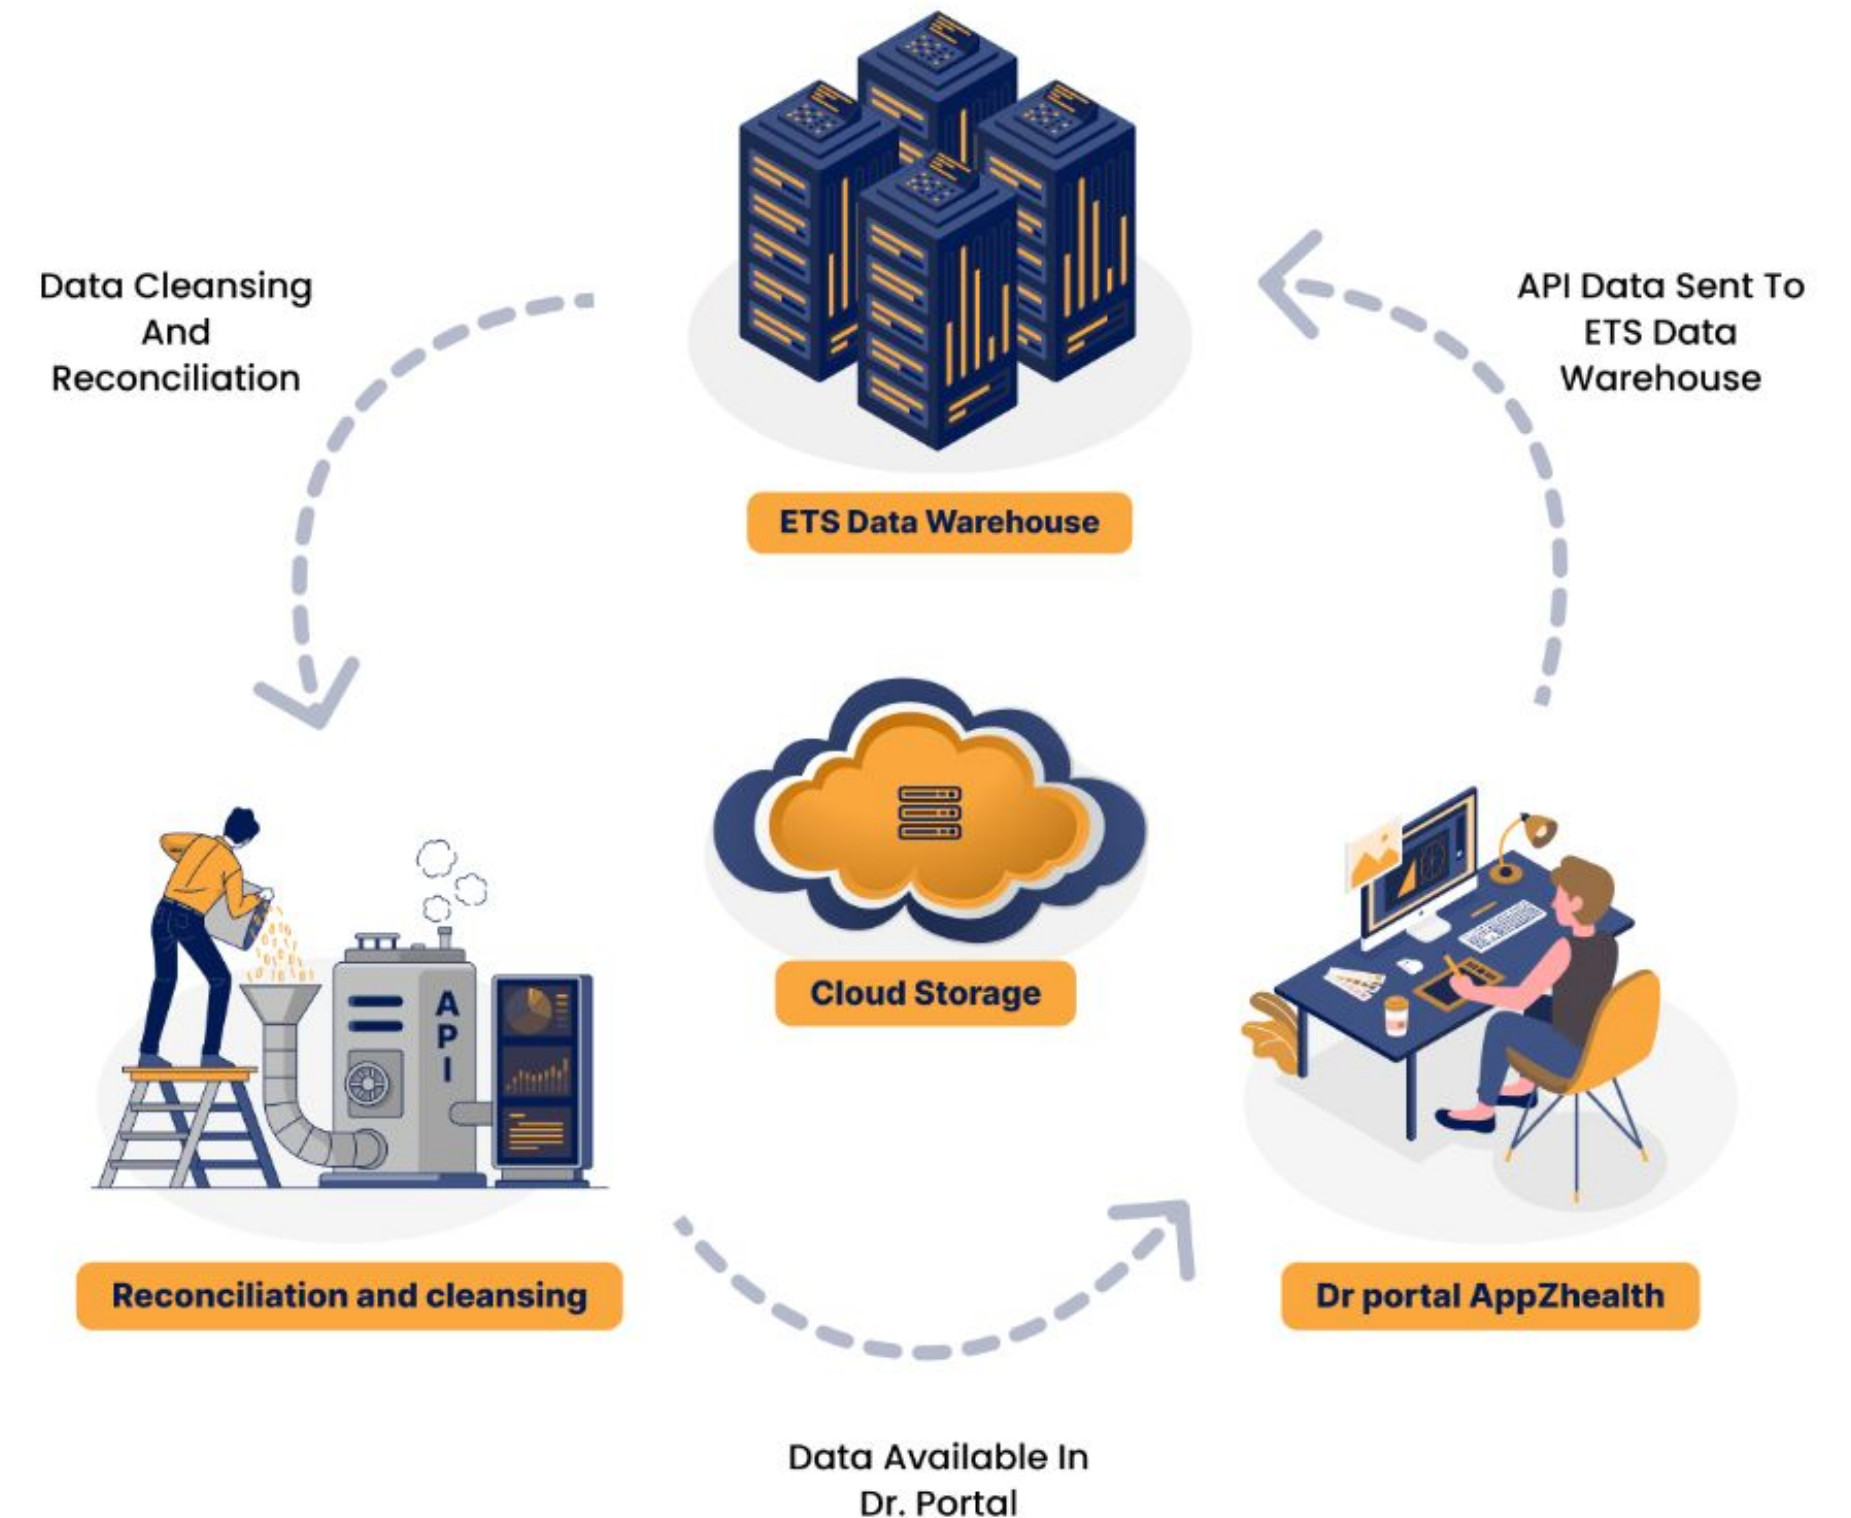 Data Cleansing
And
Reconciliation
API Data Sent To
ETS Data
Warehouse
ETS Data Warehouse
Cloud Storage
A
P
I
Reconciliation and cleansing
Dr portal AppZhealth
Data Available In
Dr. Portal